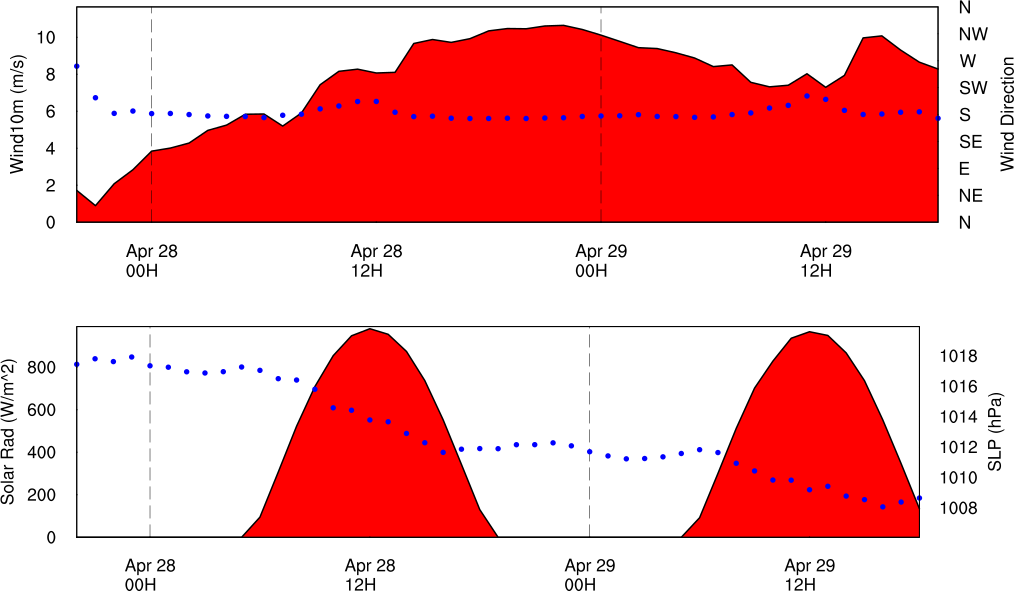 N
10
NW
8
W
SW
6
S
4
SE
E
2
NE
0
N
Wind10m (m/s)
Wind Direction
Apr 28
00H
Apr 28
12H
Apr 29
00H
Apr 29
12H
800
1018
1016
600
1014
400
1012
1010
200
1008
0
Solar Rad (W/m^2)
SLP (hPa)
Apr 28
00H
Apr 28
12H
Apr 29
00H
Apr 29
12H